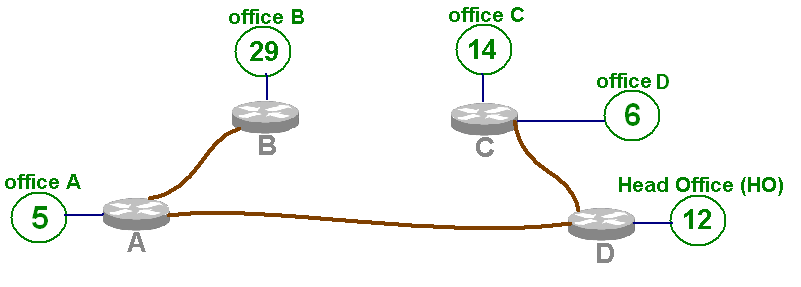 office B
29
office C
14
office D
6
B
C
office A
5
A
Head Office (HO)
12
D